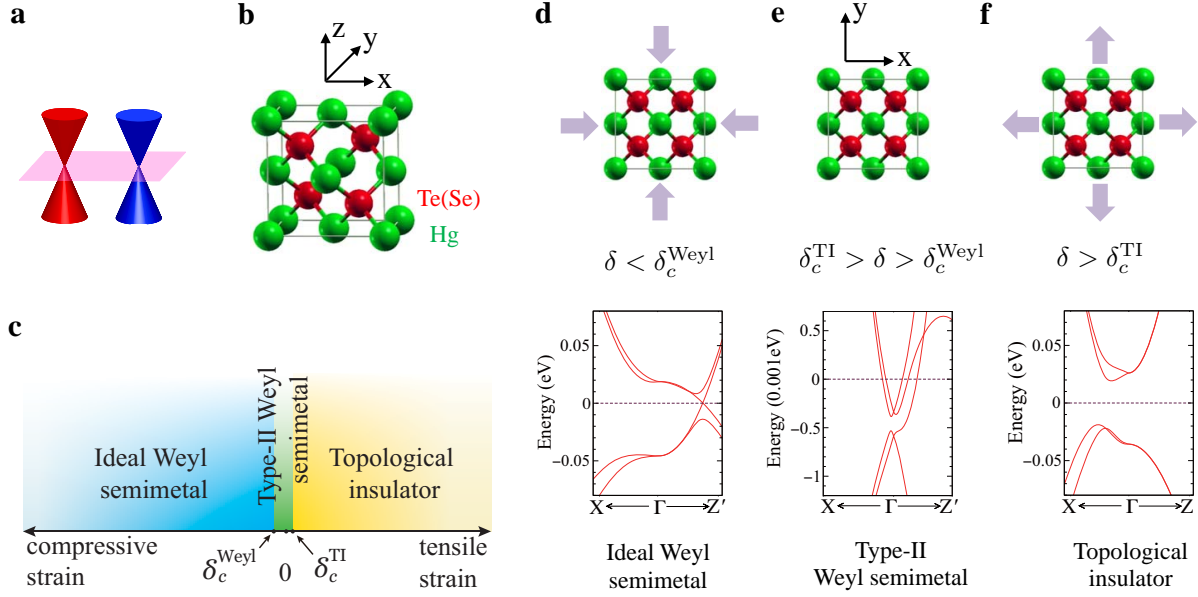 a
b
z
y
x
Te(Se)
Hg
c
Ideal Weyl
semimetal
Type-II Weyl
semimetal
Topological
insulator
compressive
strain
δ_c^Weyl
0
δ_c^TI
tensile
strain
d
δ < δ_c^Weyl
Energy (eV)
0.05
0
−0.05
X ← Γ → Z′
Ideal Weyl
semimetal
e
y
x
δ_c^TI > δ > δ_c^Weyl
Energy (0.001eV)
0.5
0
−0.5
−1
X ← Γ → Z′
Type-II
Weyl semimetal
f
δ > δ_c^TI
Energy (eV)
0.05
0
−0.05
X ← Γ → Z
Topological
insulator